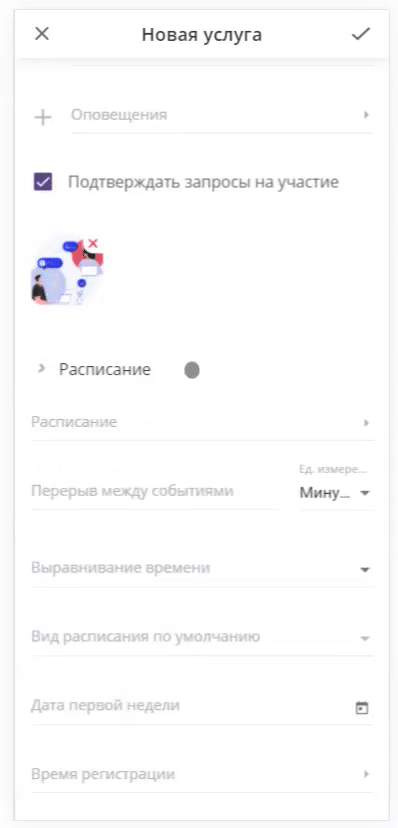 Новая услуга
Оповещения
Подтверждать запросы на участие
Расписание
Расписание
Ед. измере...
Перерыв между событиями
Мину...
Выравнивание времени
Вид расписания по умолчанию
Дата первой недели
Время регистрации